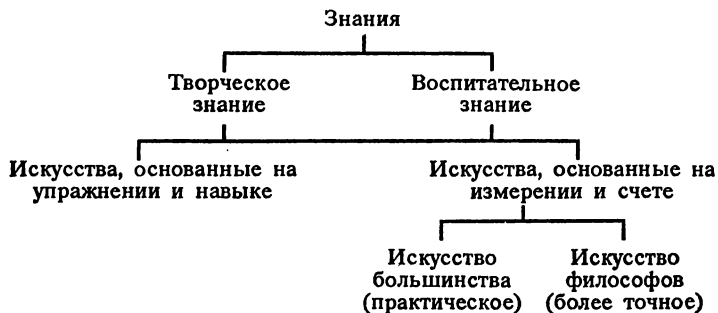 Знания
Творческое
знание
Воспитательное
знание
Искусства, основанные на
упражнении и навыке
Искусства, основанные на
измерении и счете
Искусство
большинства
(практическое)
Искусство
философов
(более точное)